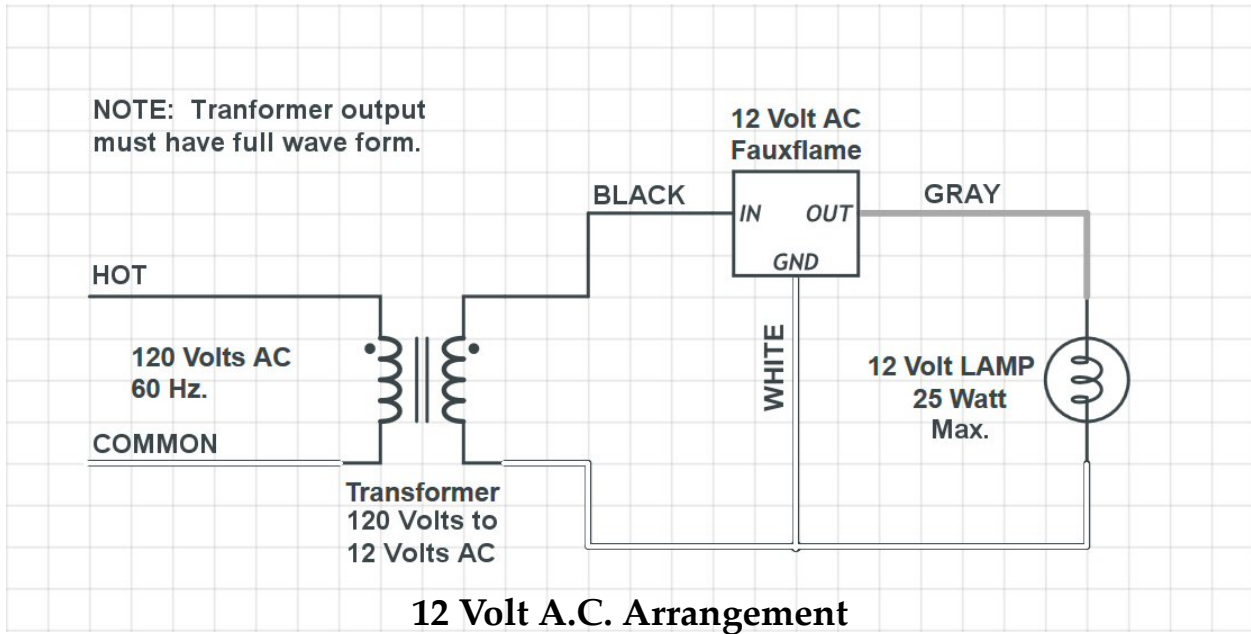 NOTE:  Tranformer output
must have full wave form.
12 Volt AC
Fauxflame
BLACK
IN
OUT
GRAY
GND
HOT
120 Volts AC
60 Hz.
WHITE
12 Volt LAMP
25 Watt
Max.
COMMON
Transformer
120 Volts to
12 Volts AC
12 Volt A.C. Arrangement